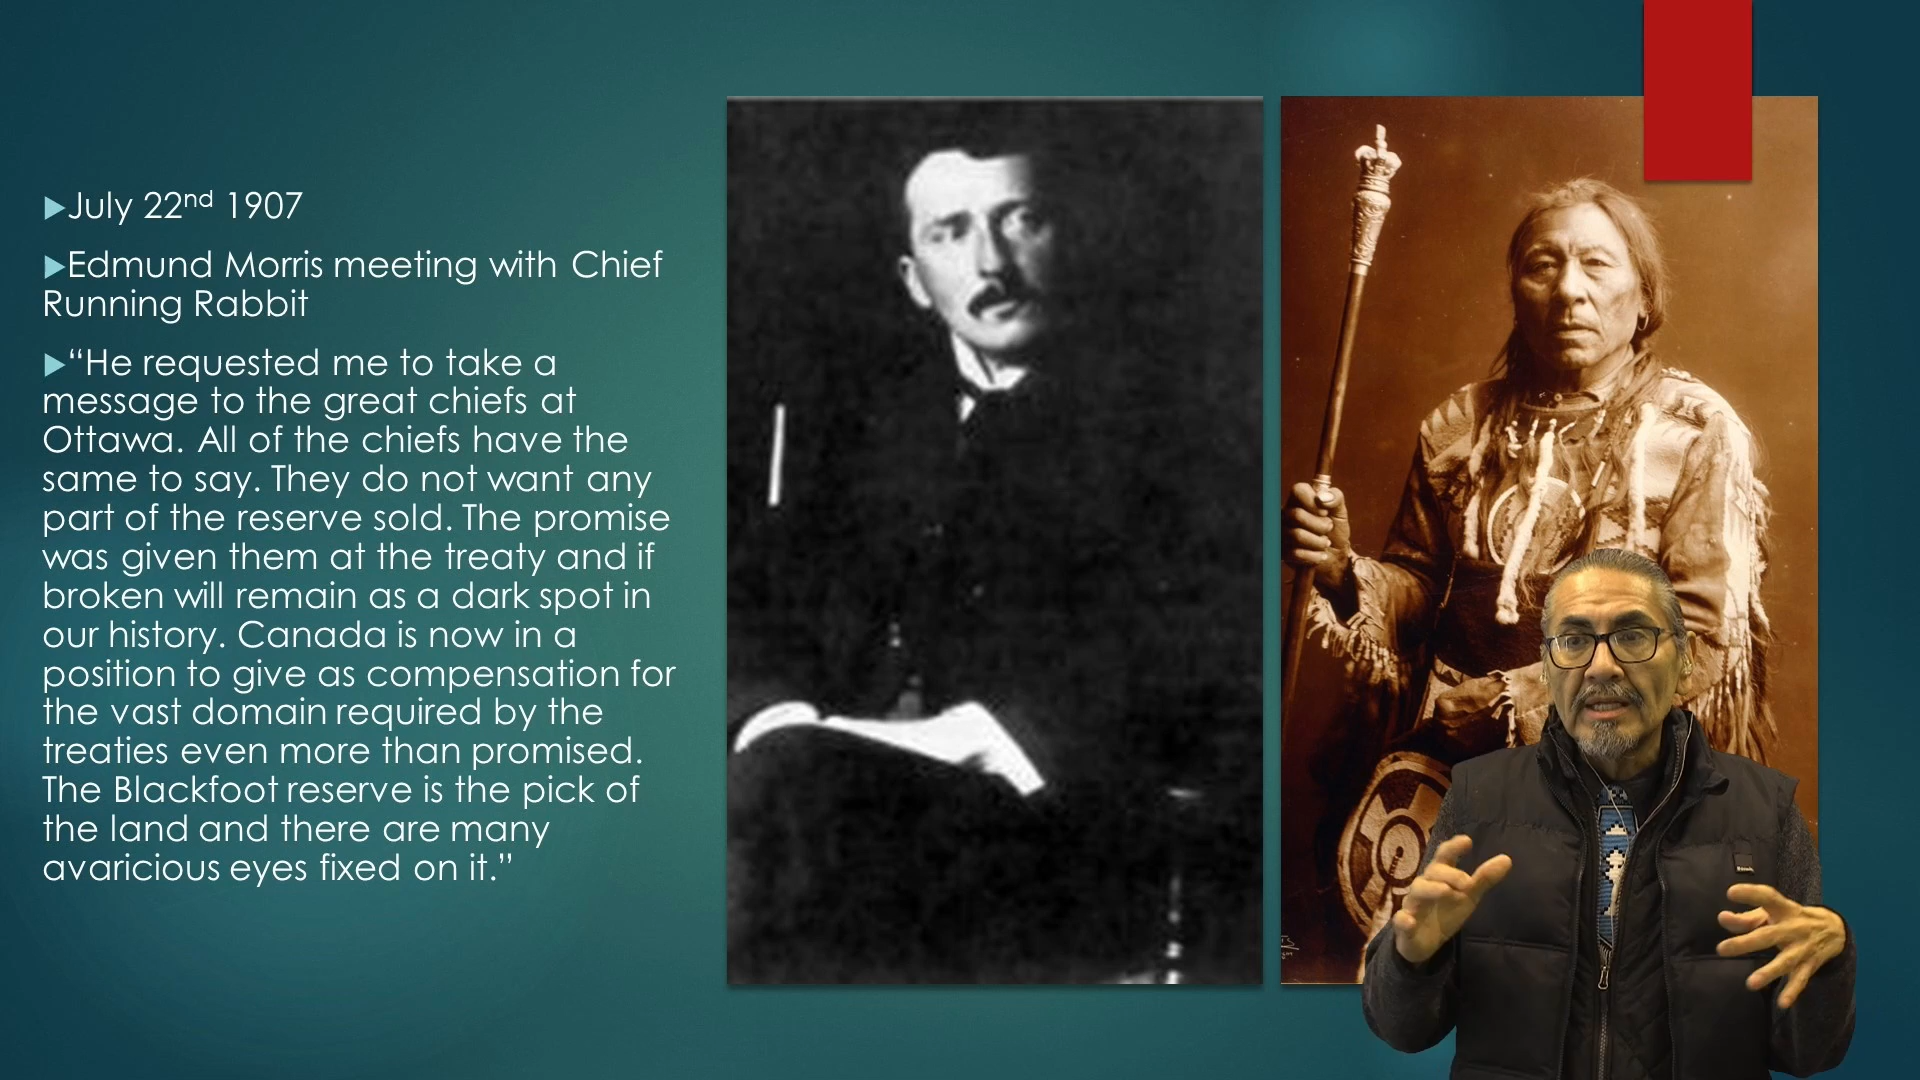 July 22nd 1907
Edmund Morris meeting with Chief
Running Rabbit
“He requested me to take a
message to the great chiefs at
Ottawa. All of the chiefs have the
same to say. They do not want any
part of the reserve sold. The promise
was given them at the treaty and if
broken will remain as a dark spot in
our history. Canada is now in a
position to give as compensation for
the vast domain required by the
treaties even more than promised.
The Blackfoot reserve is the pick of
the land and there are many
avaricious eyes fixed on it.”